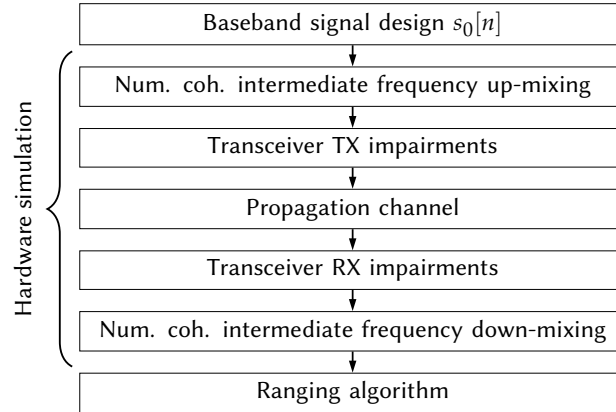 Baseband signal design s₀[n]
Num. coh. intermediate frequency up-mixing
Transceiver TX impairments
Propagation channel
Transceiver RX impairments
Num. coh. intermediate frequency down-mixing
Ranging algorithm
Hardware simulation